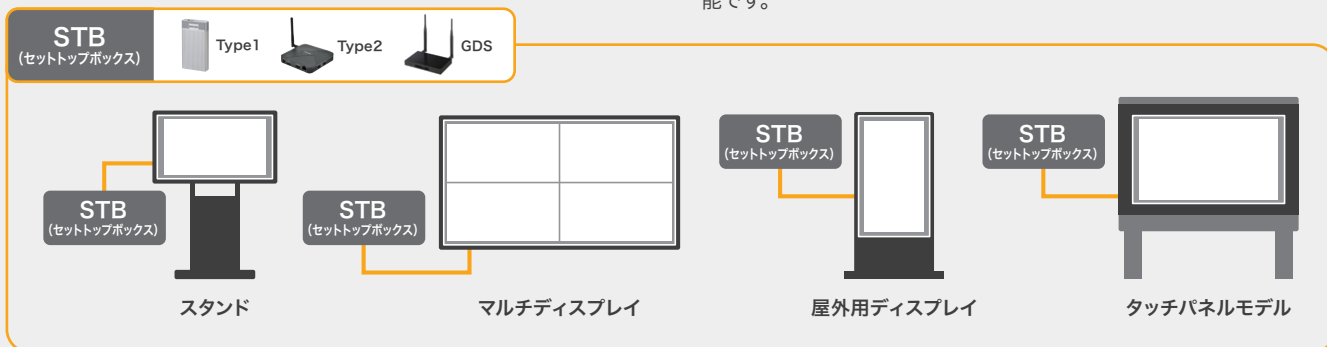 能です。
STB
(セットトップボックス)
Type1
Type2
GDS
STB
(セットトップボックス)
スタンド
STB
(セットトップボックス)
マルチディスプレイ
STB
(セットトップボックス)
屋外用ディスプレイ
STB
(セットトップボックス)
タッチパネルモデル